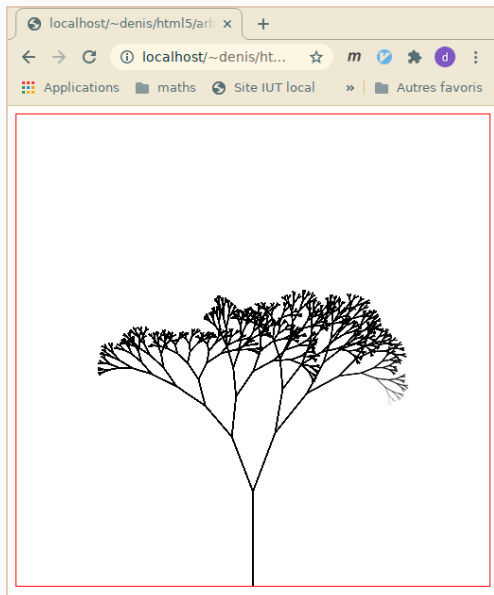 localhost/~denis/html5/arb
localhost/~denis/ht...
m
d
Applications
maths
Site IUT local
»
Autres favoris